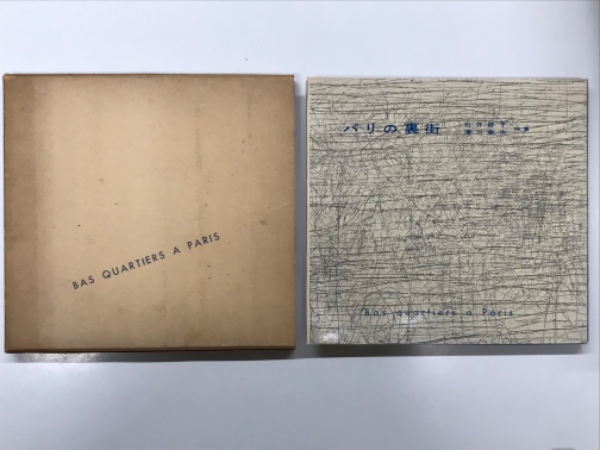 BAS QUARTIERS A PARIS
パリの裏街
Bas quartiers a Paris